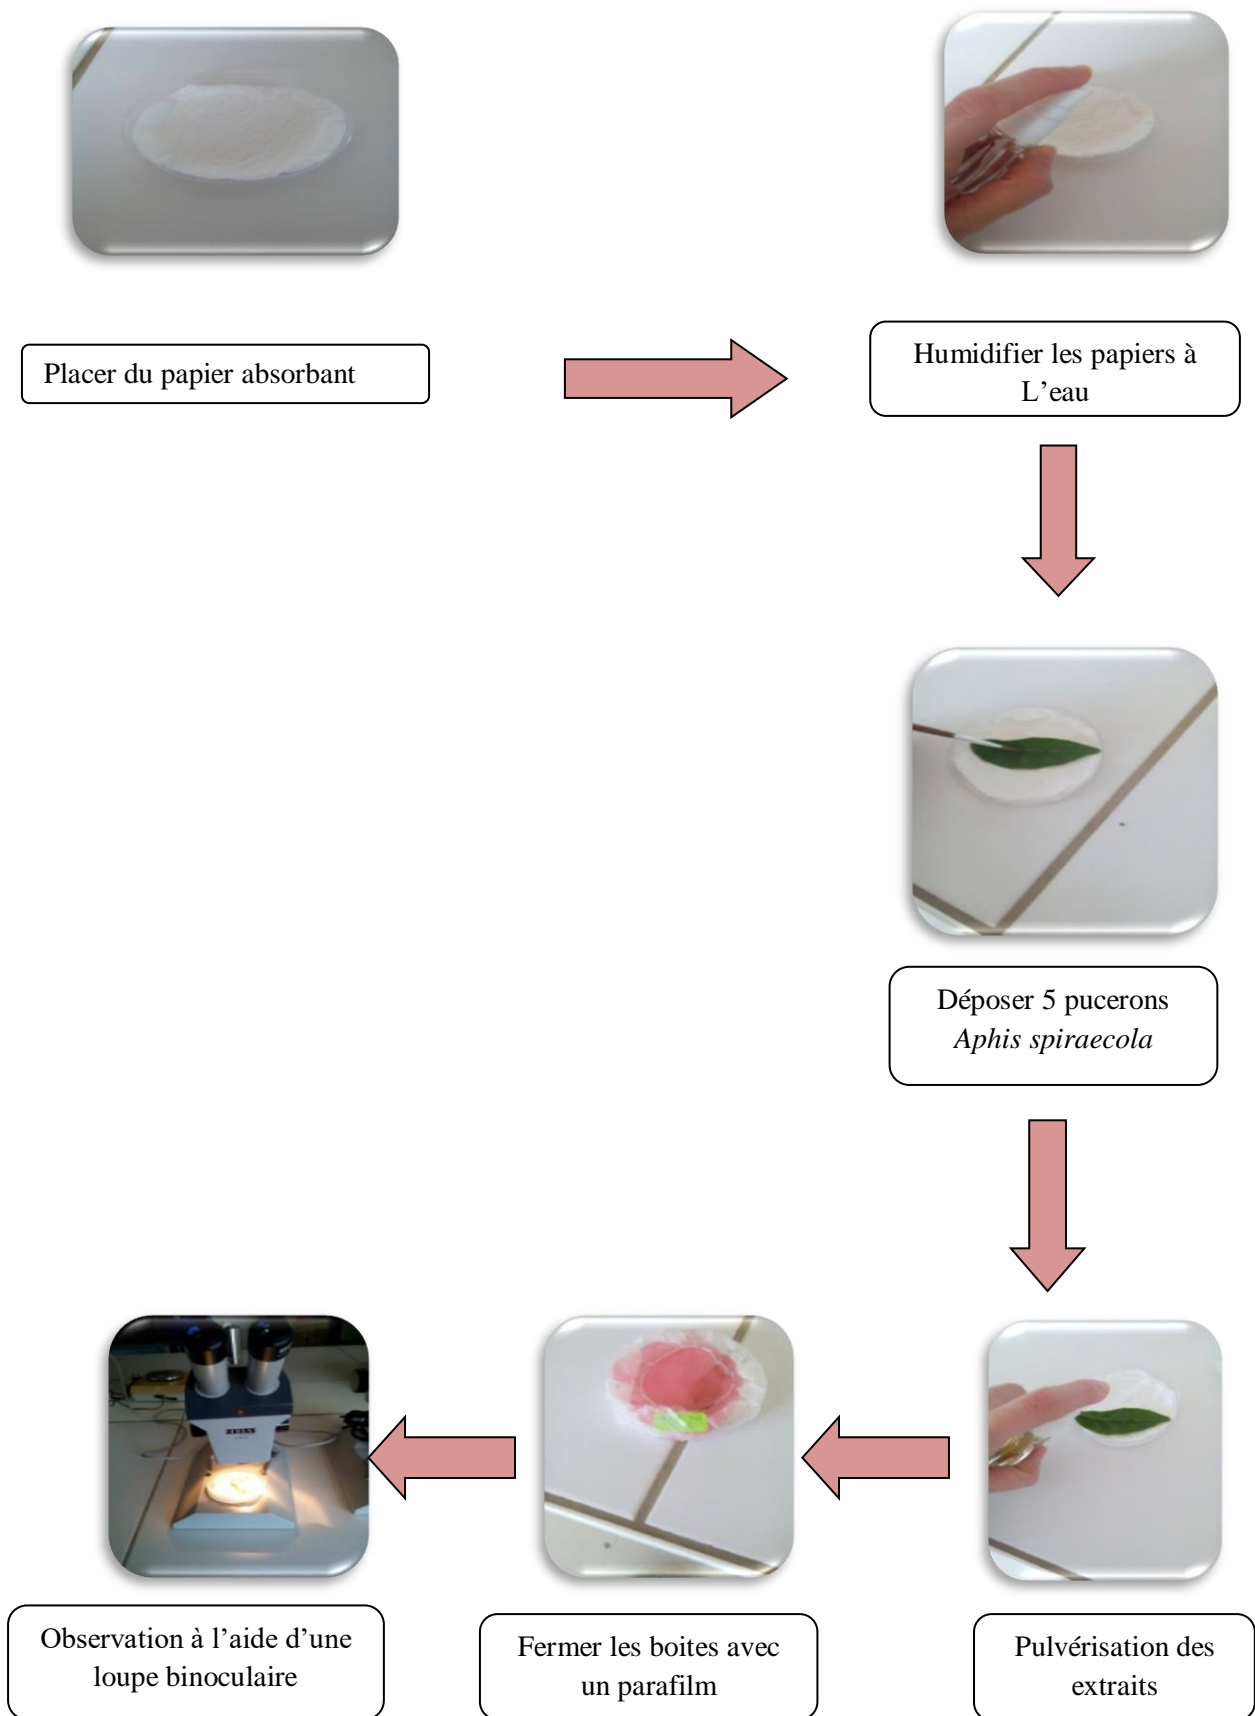 Placer du papier absorbant
Humidifier les papiers à
L’eau
Déposer 5 pucerons
Aphis spiraecola
Pulvérisation des
extraits
Fermer les boites avec
un parafilm
Observation à l’aide d’une
loupe binoculaire
ZEISS